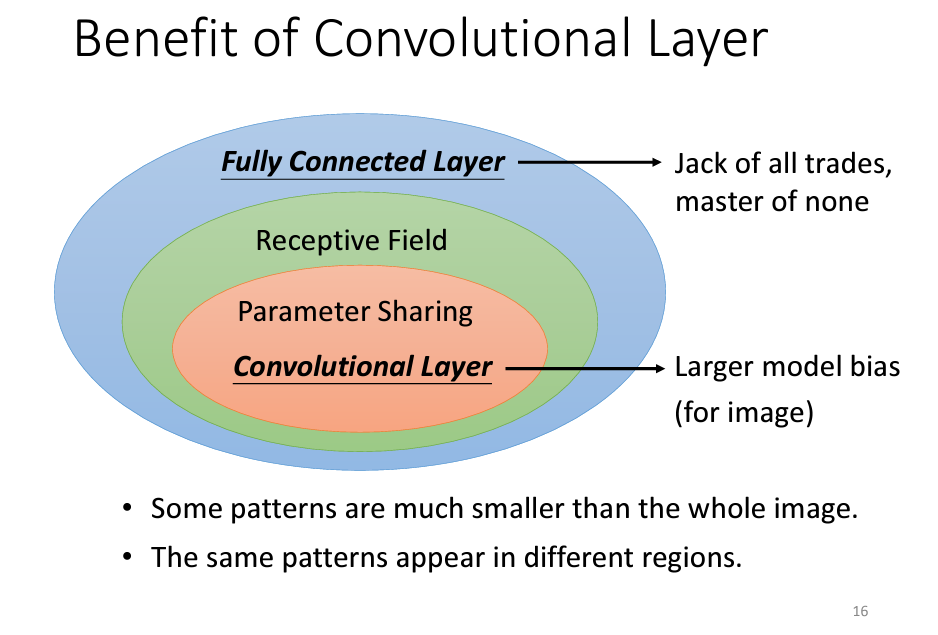 Benefit of Convolutional Layer
Fully Connected Layer
Jack of all trades,
master of none
Receptive Field
Parameter Sharing
Convolutional Layer
Larger model bias
(for image)
• Some patterns are much smaller than the whole image.
• The same patterns appear in different regions.
16